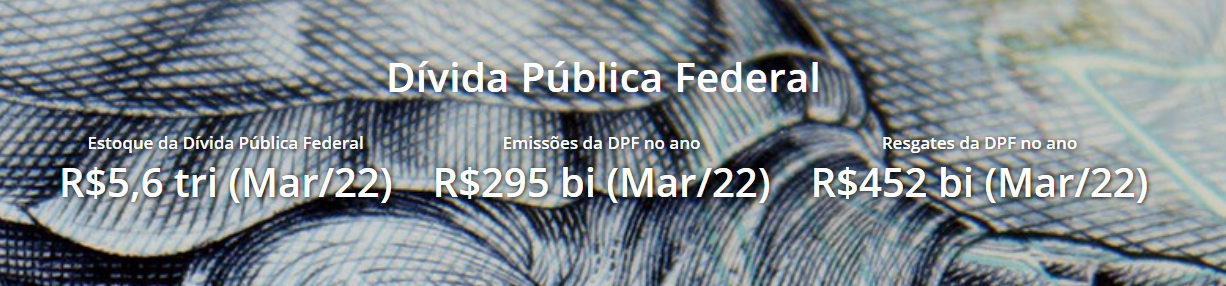 Dívida Pública Federal
Estoque da Dívida Pública Federal
R$5,6 tri (Mar/22)
Emissões da DPF no ano
R$295 bi (Mar/22)
Resgates da DPF no ano
R$452 bi (Mar/22)